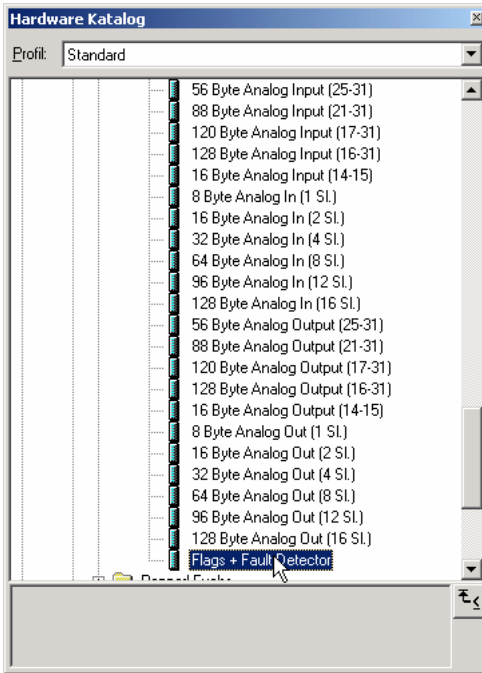 Hardware Katalog
Profil: Standard
56 Byte Analog Input (25-31)
88 Byte Analog Input (21-31)
120 Byte Analog Input (17-31)
128 Byte Analog Input (16-31)
16 Byte Analog Input (14-15)
8 Byte Analog In (1 Sl.)
16 Byte Analog In (2 Sl.)
32 Byte Analog In (4 Sl.)
64 Byte Analog In (8 Sl.)
96 Byte Analog In (12 Sl.)
128 Byte Analog In (16 Sl.)
56 Byte Analog Output (25-31)
88 Byte Analog Output (21-31)
120 Byte Analog Output (17-31)
128 Byte Analog Output (16-31)
16 Byte Analog Output (14-15)
8 Byte Analog Out (1 Sl.)
16 Byte Analog Out (2 Sl.)
32 Byte Analog Out (4 Sl.)
64 Byte Analog Out (8 Sl.)
96 Byte Analog Out (12 Sl.)
128 Byte Analog Out (16 Sl.)
Flags + Fault Detector